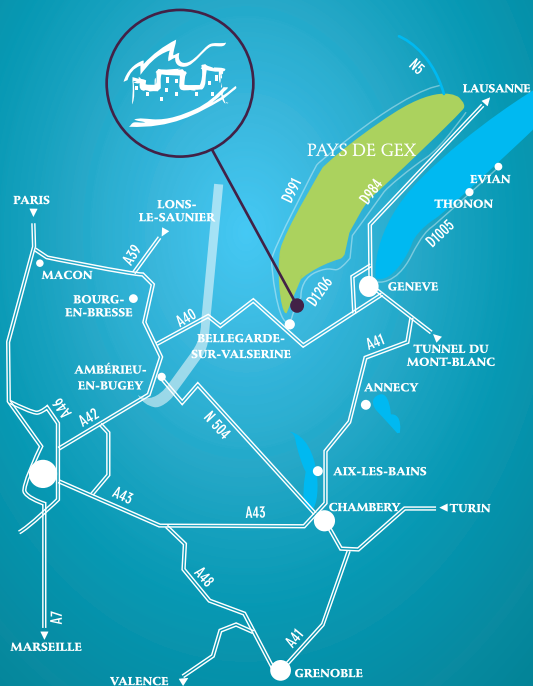 N5
LAUSANNE
PAYS DE GEX
D991
D984
EVIAN
THONON
D1005
PARIS
LONS-
LE-SAUNIER
A39
MACON
BOURG-
EN-BRESSE
A40
D1206
GENEVE
BELLEGARDE-
SUR-VALSERINE
A41
TUNNEL DU
MONT-BLANC
AMBÉRIEU-
EN-BUGEY
ANNECY
A46
A42
N 504
AIX-LES-BAINS
A43
A43
CHAMBERY
TURIN
A48
A7
A41
MARSEILLE
GRENOBLE
VALENCE